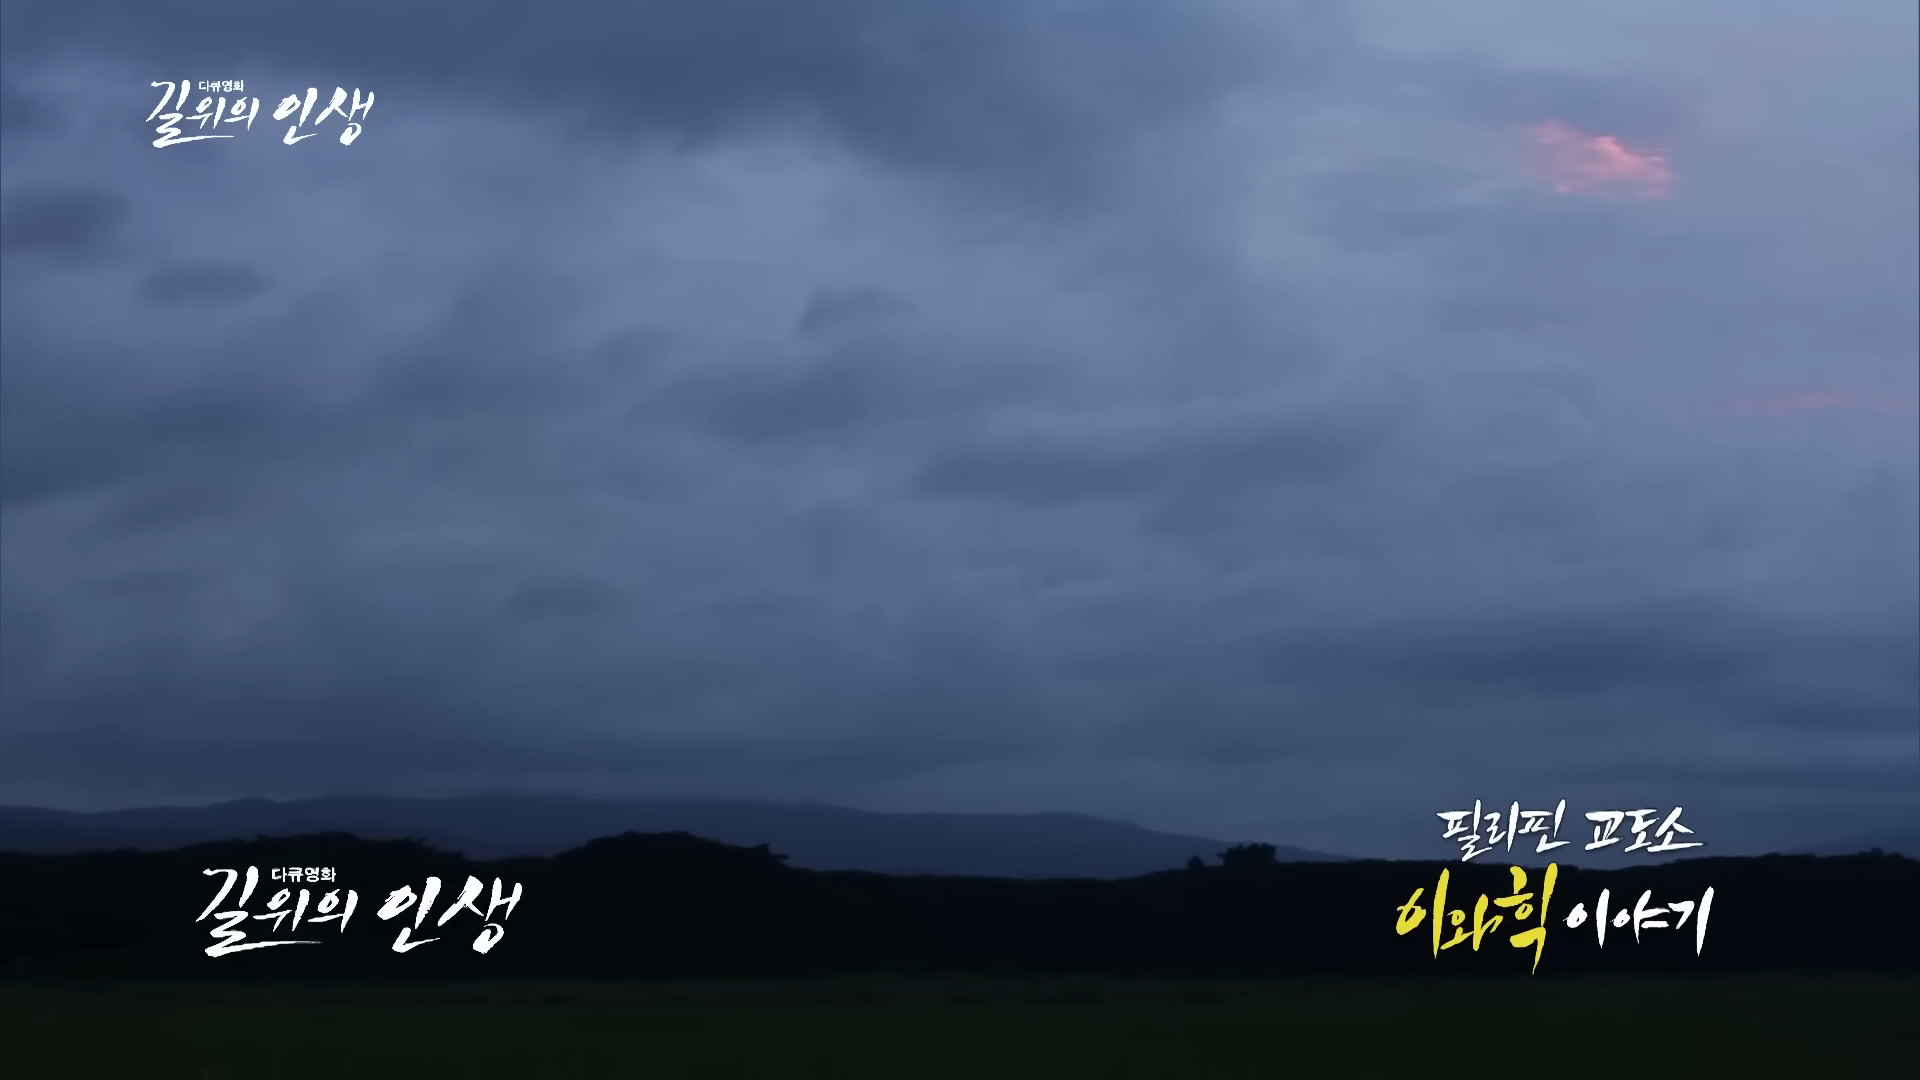 다큐영화
길위의 인생
필리핀 교도소
이와힉 이야기
다큐영화
길위의 인생